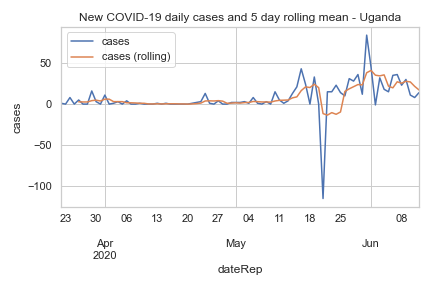 New COVID-19 daily cases and 5 day rolling mean - Uganda
cases
cases (rolling)
cases
50
0
−50
−100
23 30 06 13 20 27 04 11 18 25 08
Apr May Jun
2020
dateRep